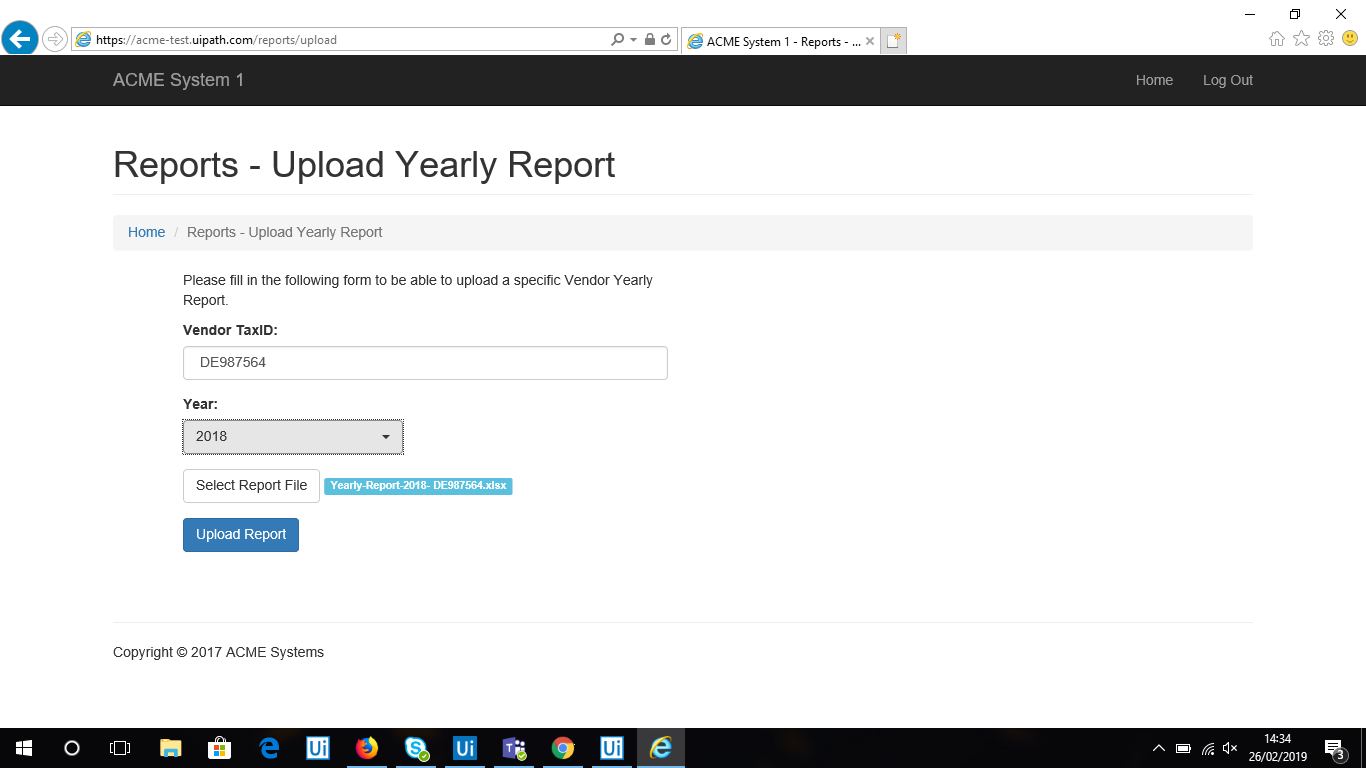 https://acme-test.uipath.com/reports/upload
ACME System 1 - Reports - ...
ACME System 1
Home
Log Out
Reports - Upload Yearly Report
Home / Reports - Upload Yearly Report
Please fill in the following form to be able to upload a specific Vendor Yearly
Report.
Vendor TaxID:
DE987564
Year:
2018
Select Report File
Yearly-Report-2018- DE987564.xlsx
Upload Report
Copyright © 2017 ACME Systems
Ui
Ui
Ui
14:34
26/02/2019
3